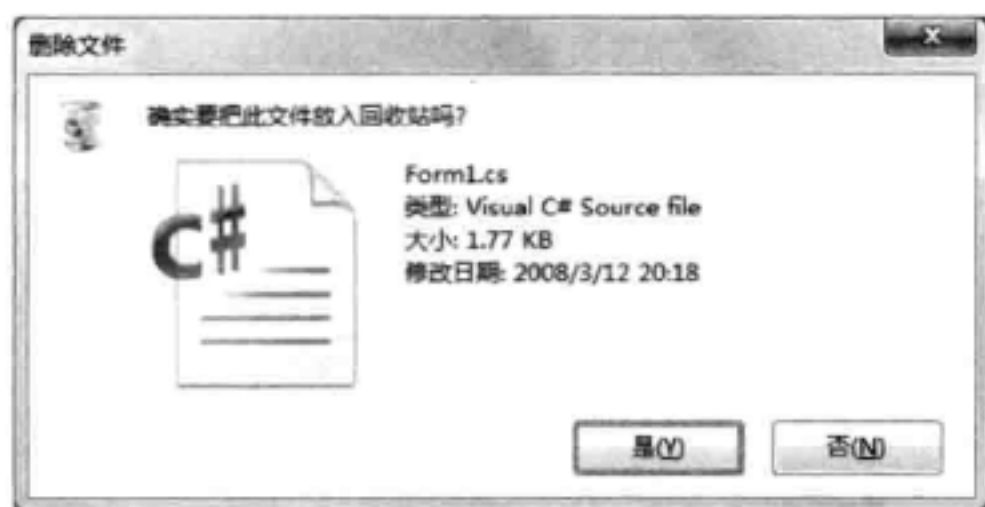 删除文件
确实要把此文件放入回收站吗?
C#
Form1.cs
类型: Visual C# Source file
大小: 1.77 KB
修改日期: 2008/3/12 20:18
是(Y)
否(N)